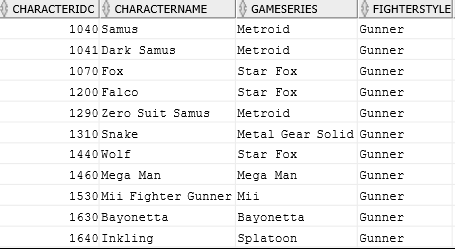 CHARACTERIDC CHARACTERNAME GAMESERIES FIGHTERSTYLE
1040 Samus Metroid Gunner
1041 Dark Samus Metroid Gunner
1070 Fox Star Fox Gunner
1200 Falco Star Fox Gunner
1290 Zero Suit Samus Metroid Gunner
1310 Snake Metal Gear Solid Gunner
1440 Wolf Star Fox Gunner
1460 Mega Man Mega Man Gunner
1530 Mii Fighter Gunner Mii Gunner
1630 Bayonetta Bayonetta Gunner
1640 Inkling Splatoon Gunner